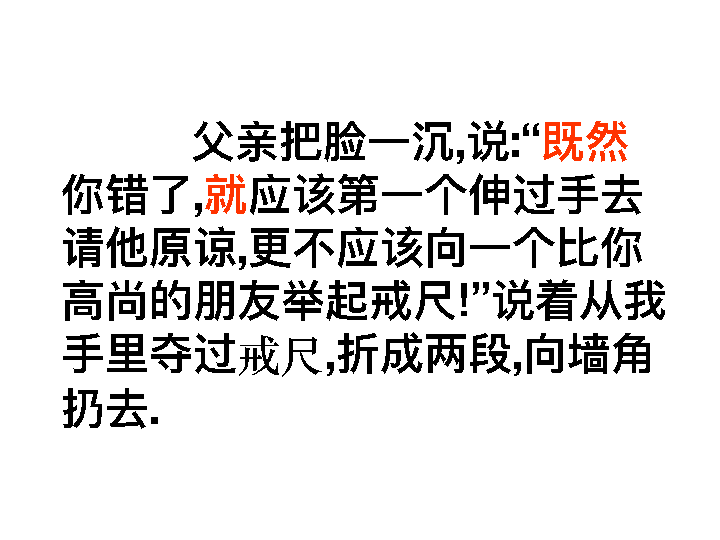 父亲把脸一沉,说:“既然
你错了,就应该第一个伸过手去
请他原谅,更不应该向一个比你
高尚的朋友举起戒尺!”说着从我
手里夺过戒尺,折成两段,向墙角
扔去.